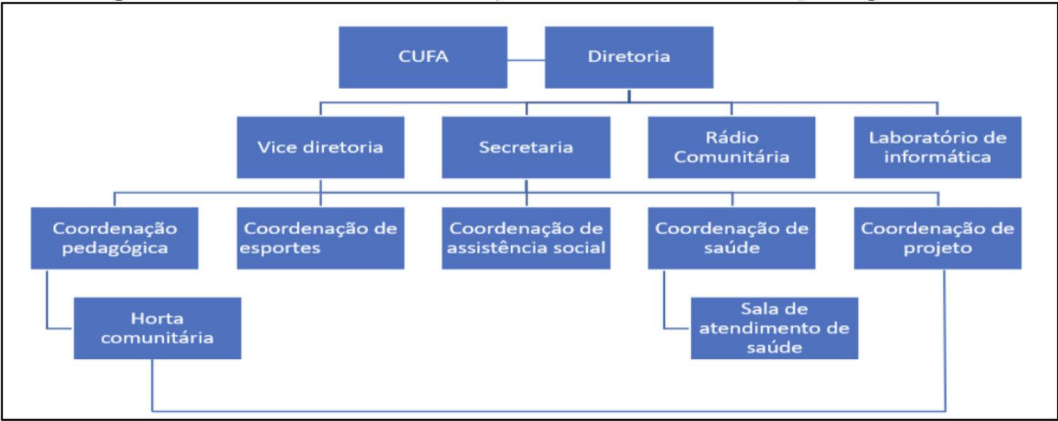 CUFA
Diretoria
Vice diretoria
Secretaria
Rádio
Comunitária
Laboratório de
informática
Coordenação
pedagógica
Coordenação de
esportes
Coordenação de
assistência social
Coordenação de
saúde
Coordenação de
projeto
Horta
comunitária
Sala de
atendimento de
saúde